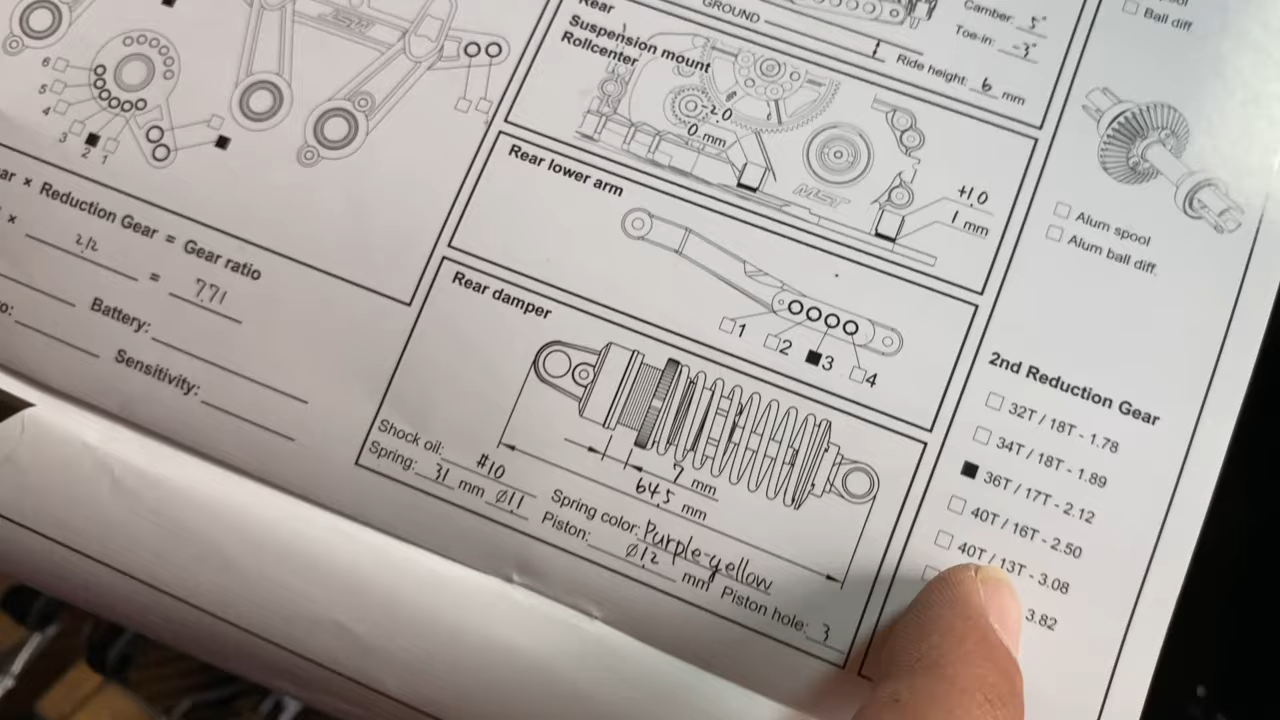 Ball diff
GROUND
Camber: 5°
Toe-in: -3°
Ride height: 6 mm
Rear
Suspension mount
Rollcenter
2.0
0 mm
MST
+1.0
1 mm
6
5
4
3
2
1
Rear lower arm
1
2
3
4
Alum spool
Alum ball diff.
× Reduction Gear = Gear ratio
× 2.12 = 7.71
Battery:
Sensitivity:
Rear damper
7 mm
64.5 mm
Shock oil: #10
Spring: 31 mm ø1.1
Spring color: Purple-yellow
Piston: ø1.2 mm Piston hole: 3
2nd Reduction Gear
32T / 18T - 1.78
34T / 18T - 1.89
36T / 17T - 2.12
40T / 16T - 2.50
40T / 13T - 3.08
3.82